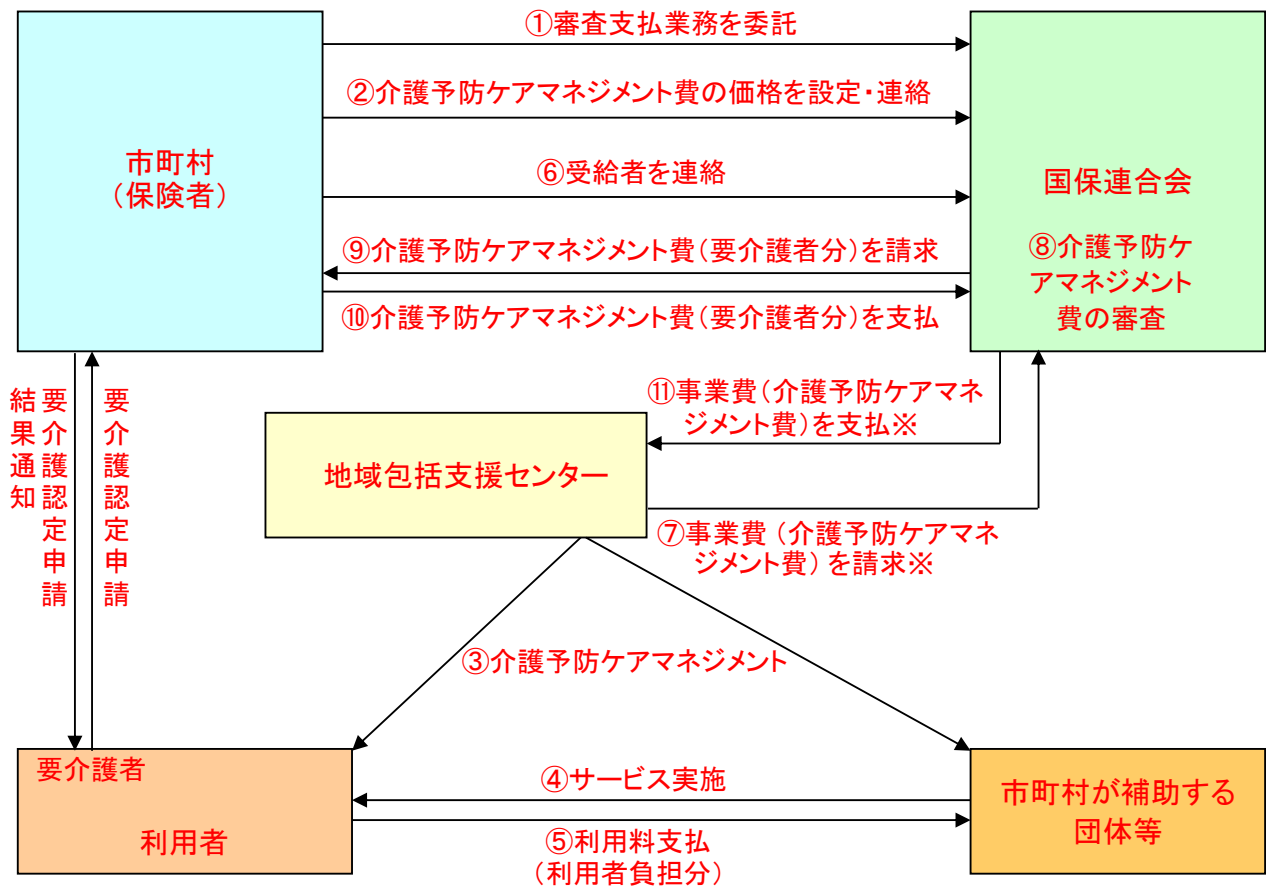 ①審査支払業務を委託
②介護予防ケアマネジメント費の価格を設定・連絡
市町村
（保険者）
⑥受給者を連絡
国保連合会
⑨介護予防ケアマネジメント費（要介護者分）を請求
⑧介護予防ケ
アマネジメント
費の審査
⑩介護予防ケアマネジメント費（要介護者分）を支払
要介護認定申請
要介護認定申請
結果通知
⑪事業費（介護予防ケアマネ
ジメント費）を支払※
地域包括支援センター
⑦事業費（介護予防ケアマネ
ジメント費）を請求※
③介護予防ケアマネジメント
要介護者
利用者
④サービス実施
⑤利用料支払
（利用者負担分）
市町村が補助する
団体等